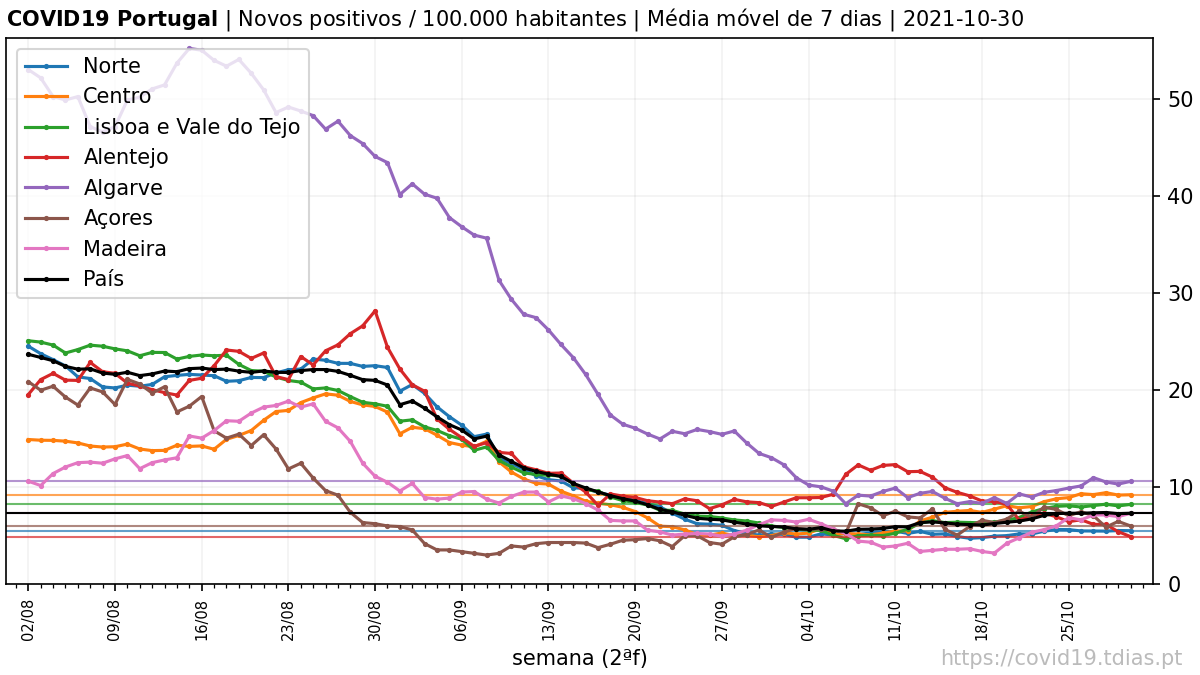 COVID19 Portugal | Novos positivos / 100.000 habitantes | Média móvel de 7 dias | 2021-10-30
Norte
Centro
Lisboa e Vale do Tejo
Alentejo
Algarve
Açores
Madeira
País
50
40
30
20
10
0
02/08
09/08
16/08
23/08
30/08
06/09
13/09
20/09
27/09
04/10
11/10
18/10
25/10
semana (2ªf)
https://covid19.tdias.pt